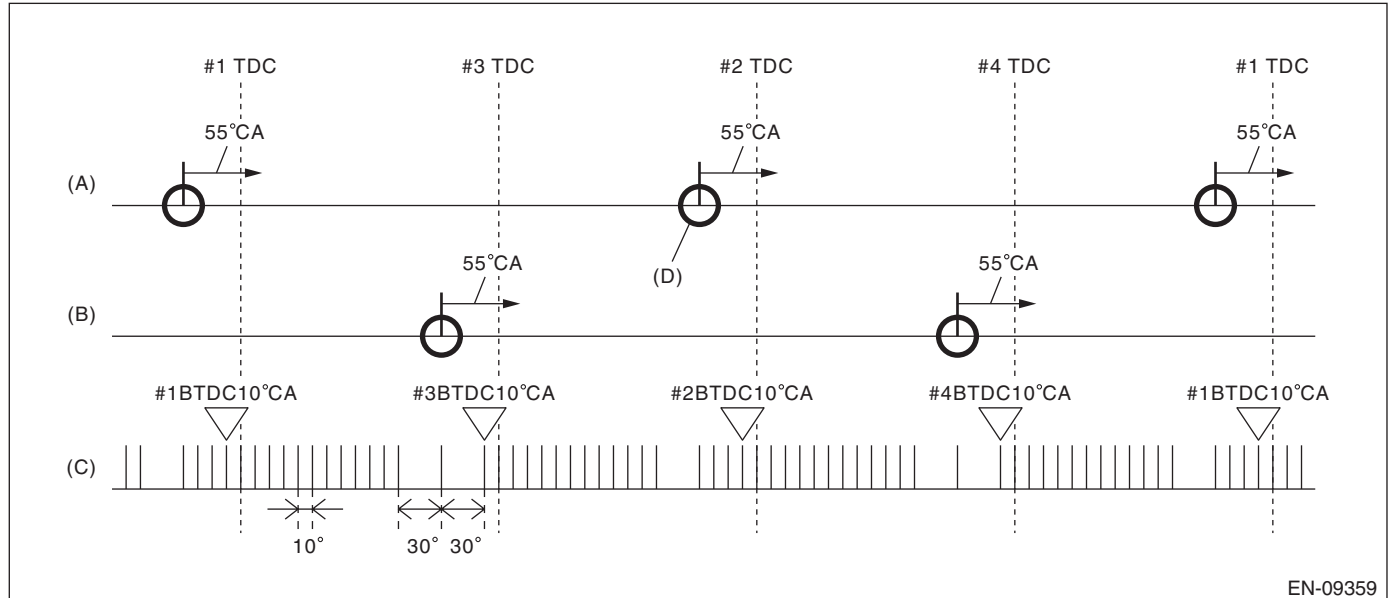 #1 TDC #3 TDC #2 TDC #4 TDC #1 TDC
55°CA 55°CA 55°CA
(A)
55°CA 55°CA
(D)
(B)
#1BTDC10°CA #3BTDC10°CA #2BTDC10°CA #4BTDC10°CA #1BTDC10°CA
(C)
10° 30° 30°
EN-09359